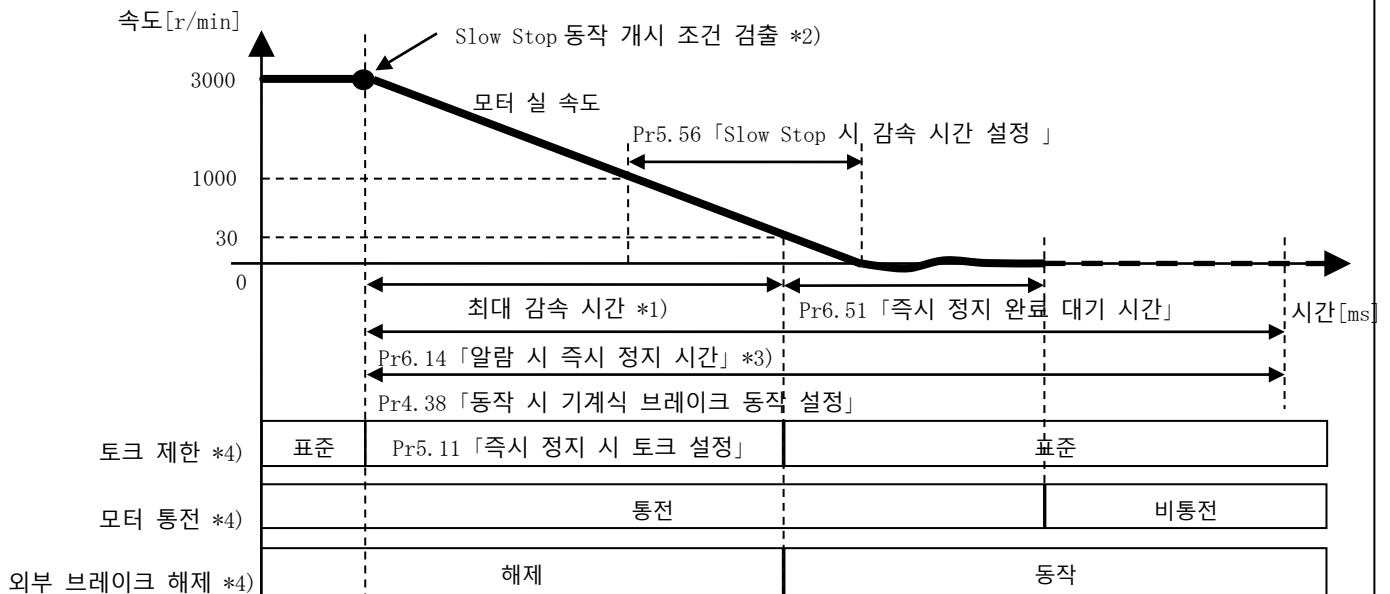 속도[r/min]
Slow Stop 동작 개시 조건 검출 *2)
3000
모터 실 속도
Pr5.56「Slow Stop 시 감속 시간 설정 」
1000
30
0
최대 감속 시간 *1)
Pr6.51「즉시 정지 완료 대기 시간」
시간[ms]
Pr6.14「알람 시 즉시 정지 시간」*3)
Pr4.38「동작 시 기계식 브레이크 동작 설정」
토크 제한 *4)
표준
Pr5.11「즉시 정지 시 토크 설정」
표준
모터 통전 *4)
통전
비통전
외부 브레이크 해제 *4)
해제
동작